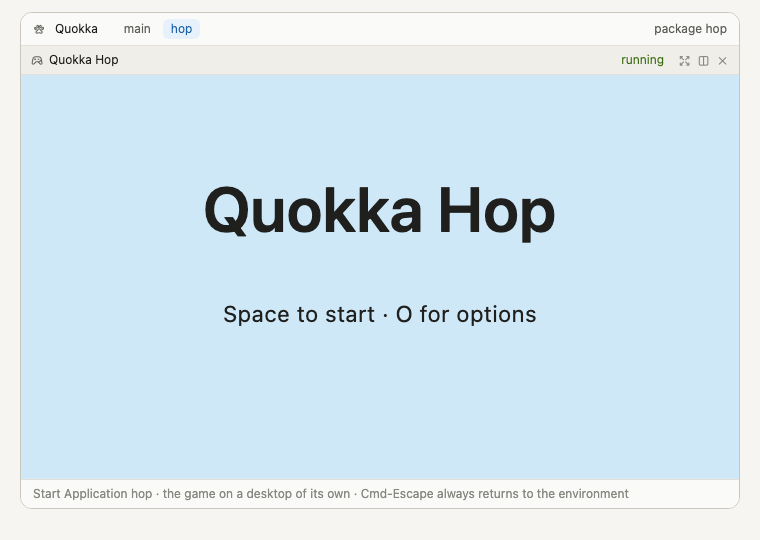 Quokka main hop package hop
Quokka Hop running
Quokka Hop
Space to start · O for options
Start Application hop · the game on a desktop of its own · Cmd-Escape always returns to the environment